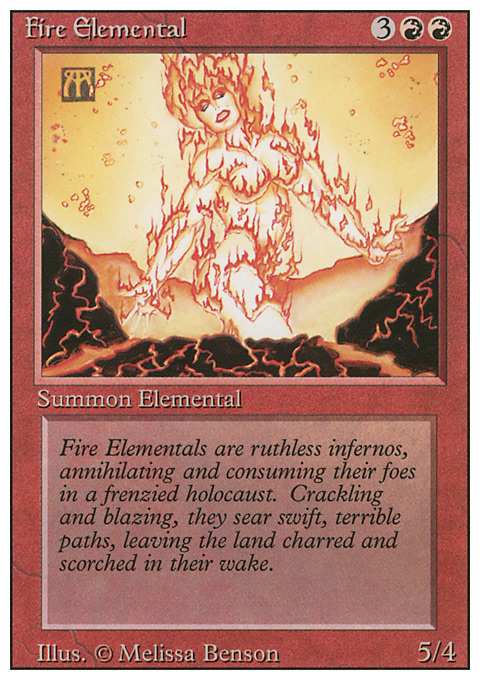 Fire Elemental 3
Summon Elemental
Fire Elementals are ruthless infernos,
annihilating and consuming their foes
in a frenzied holocaust. Crackling
and blazing, they sear swift, terrible
paths, leaving the land charred and
scorched in their wake.
Illus. © Melissa Benson 5/4